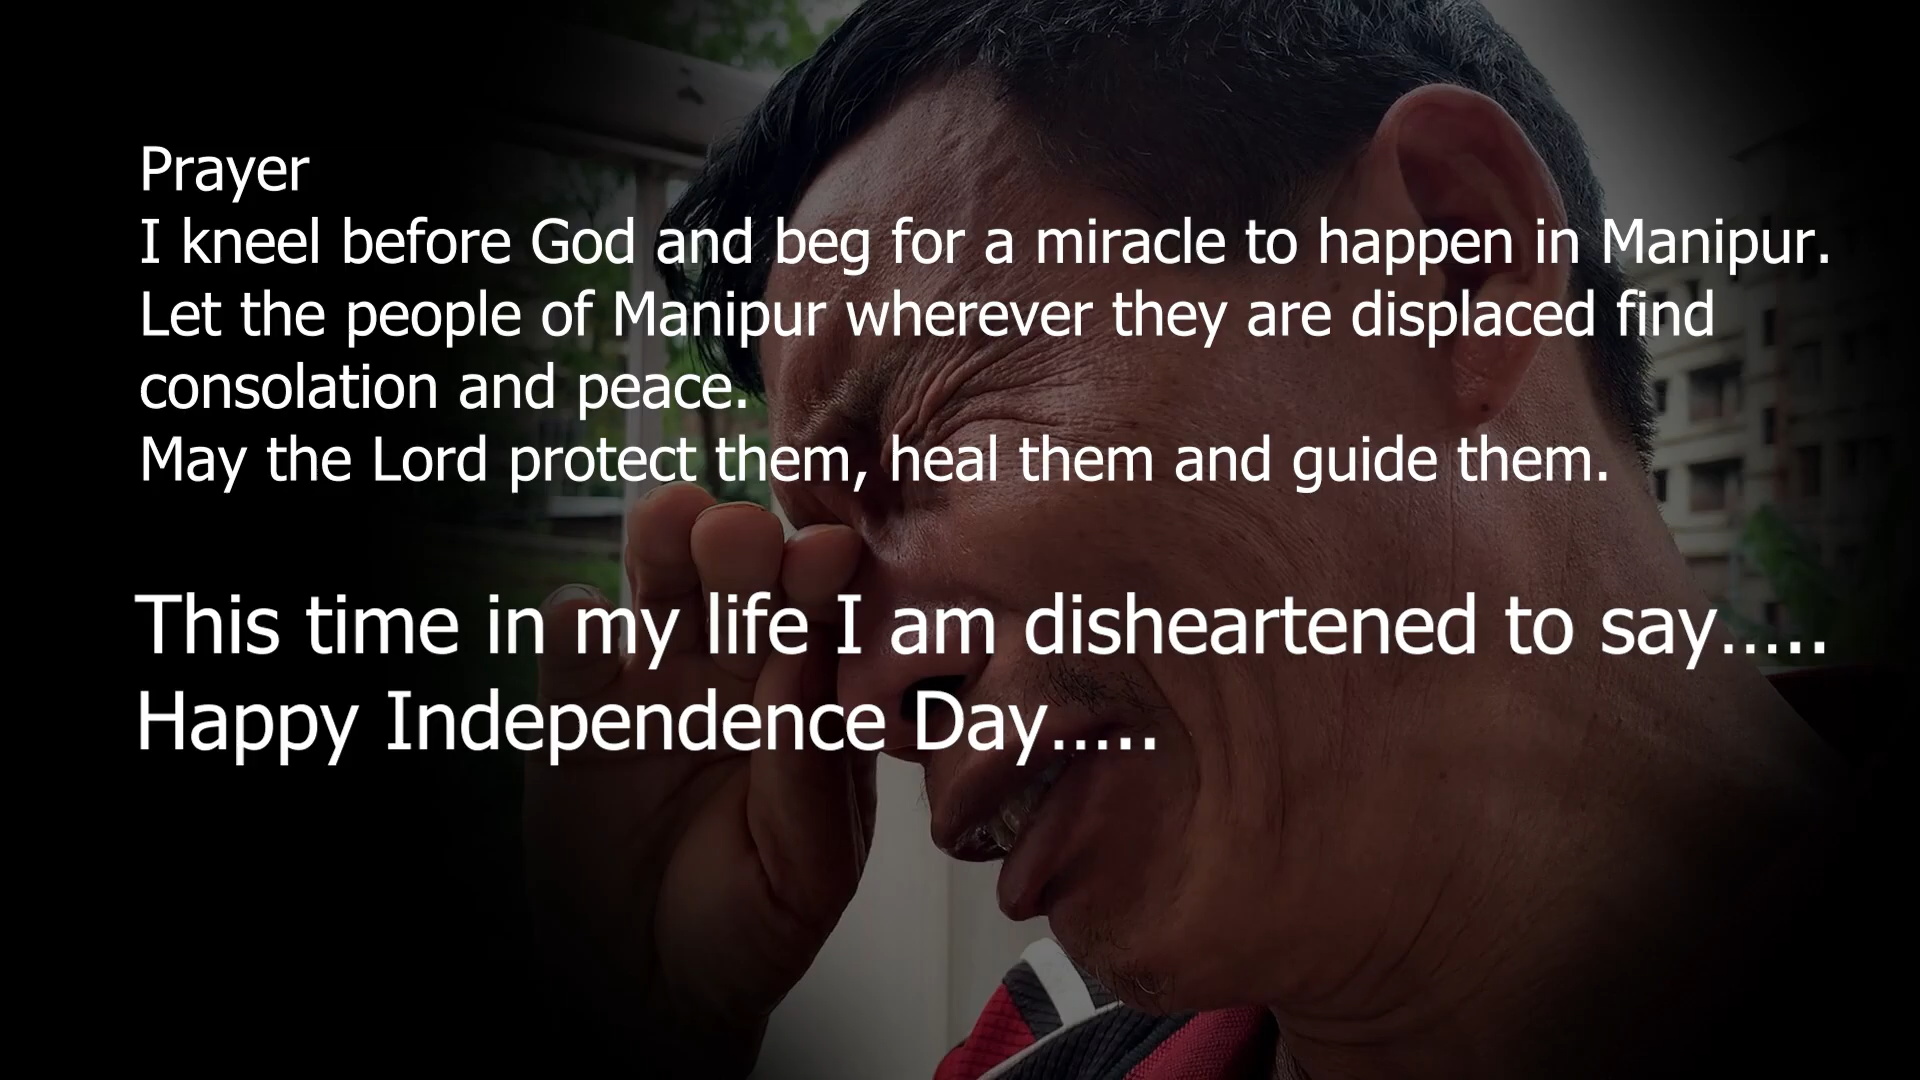 Prayer
I kneel before God and beg for a miracle to happen in Manipur.
Let the people of Manipur wherever they are displaced find
consolation and peace.
May the Lord protect them, heal them and guide them.
This time in my life I am disheartened to say…..
Happy Independence Day…..